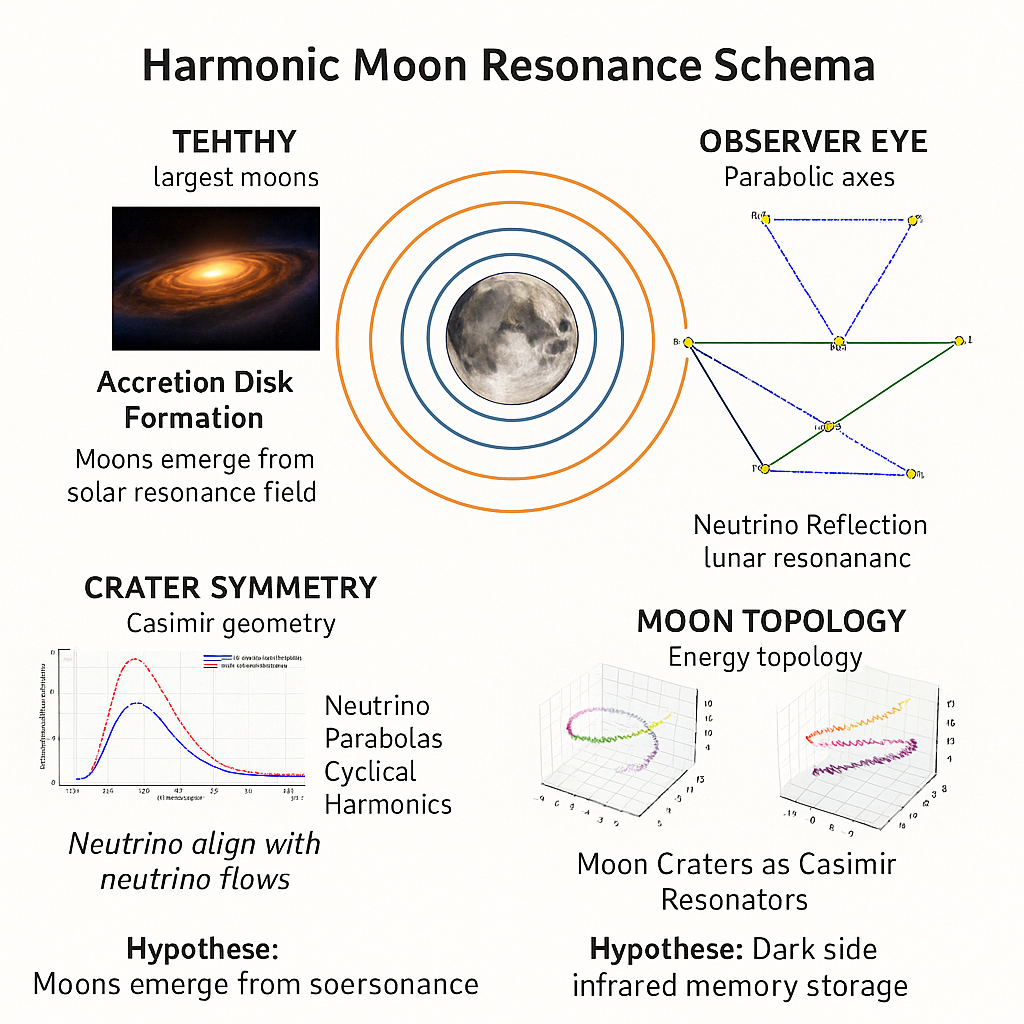 Harmonic Moon Resonance Schema
TEHTHY
largest moons
Accretion Disk
Formation
Moons emerge from
solar resonance field
OBSERVER EYE
Parabolic axes
Neutrino Reflection
lunar resonananc
CRATER SYMMETRY
Casimir geometry
Neutrino
Parabolas
Cyclical
Harmonics
Neutrino align with
neutrino flows
Hypothese:
Moons emerge from soersonance
MOON TOPOLOGY
Energy topology
Moon Craters as Casimir
Resonators
Hypothese: Dark side
infrared memory storage